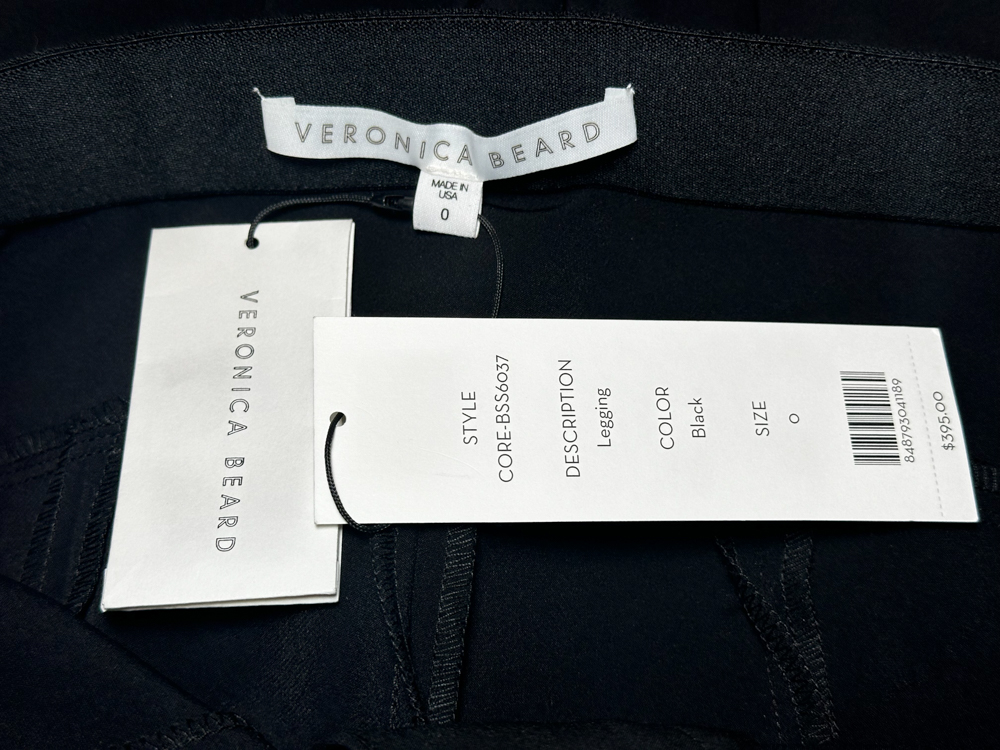 VERONICA BEARD
MADE IN
USA
0
VERONICA BEARD
STYLE
CORE-BSS6037
DESCRIPTION
Legging
COLOR
Black
SIZE
0
848793041189
$395.00